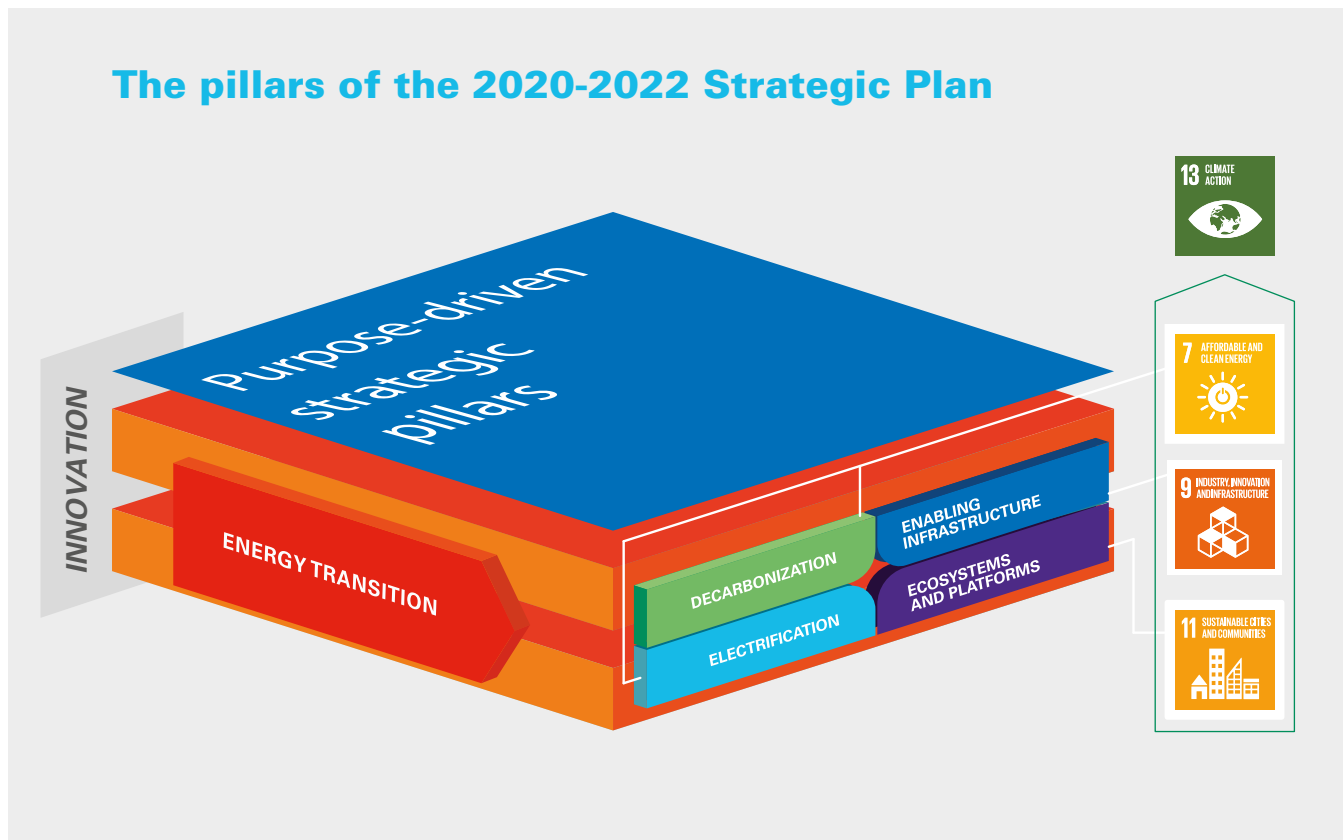 The pillars of the 2020-2022 Strategic Plan
INNOVATION
Purpose-driven
strategic
pillars
ENERGY TRANSITION
DECARBONIZATION
ELECTRIFICATION
ENABLING
INFRASTRUCTURE
ECOSYSTEMS
AND PLATFORMS
13 CLIMATE
ACTION
7 AFFORDABLE AND
CLEAN ENERGY
9 INDUSTRY, INNOVATION
AND INFRASTRUCTURE
11 SUSTAINABLE CITIES
AND COMMUNITIES